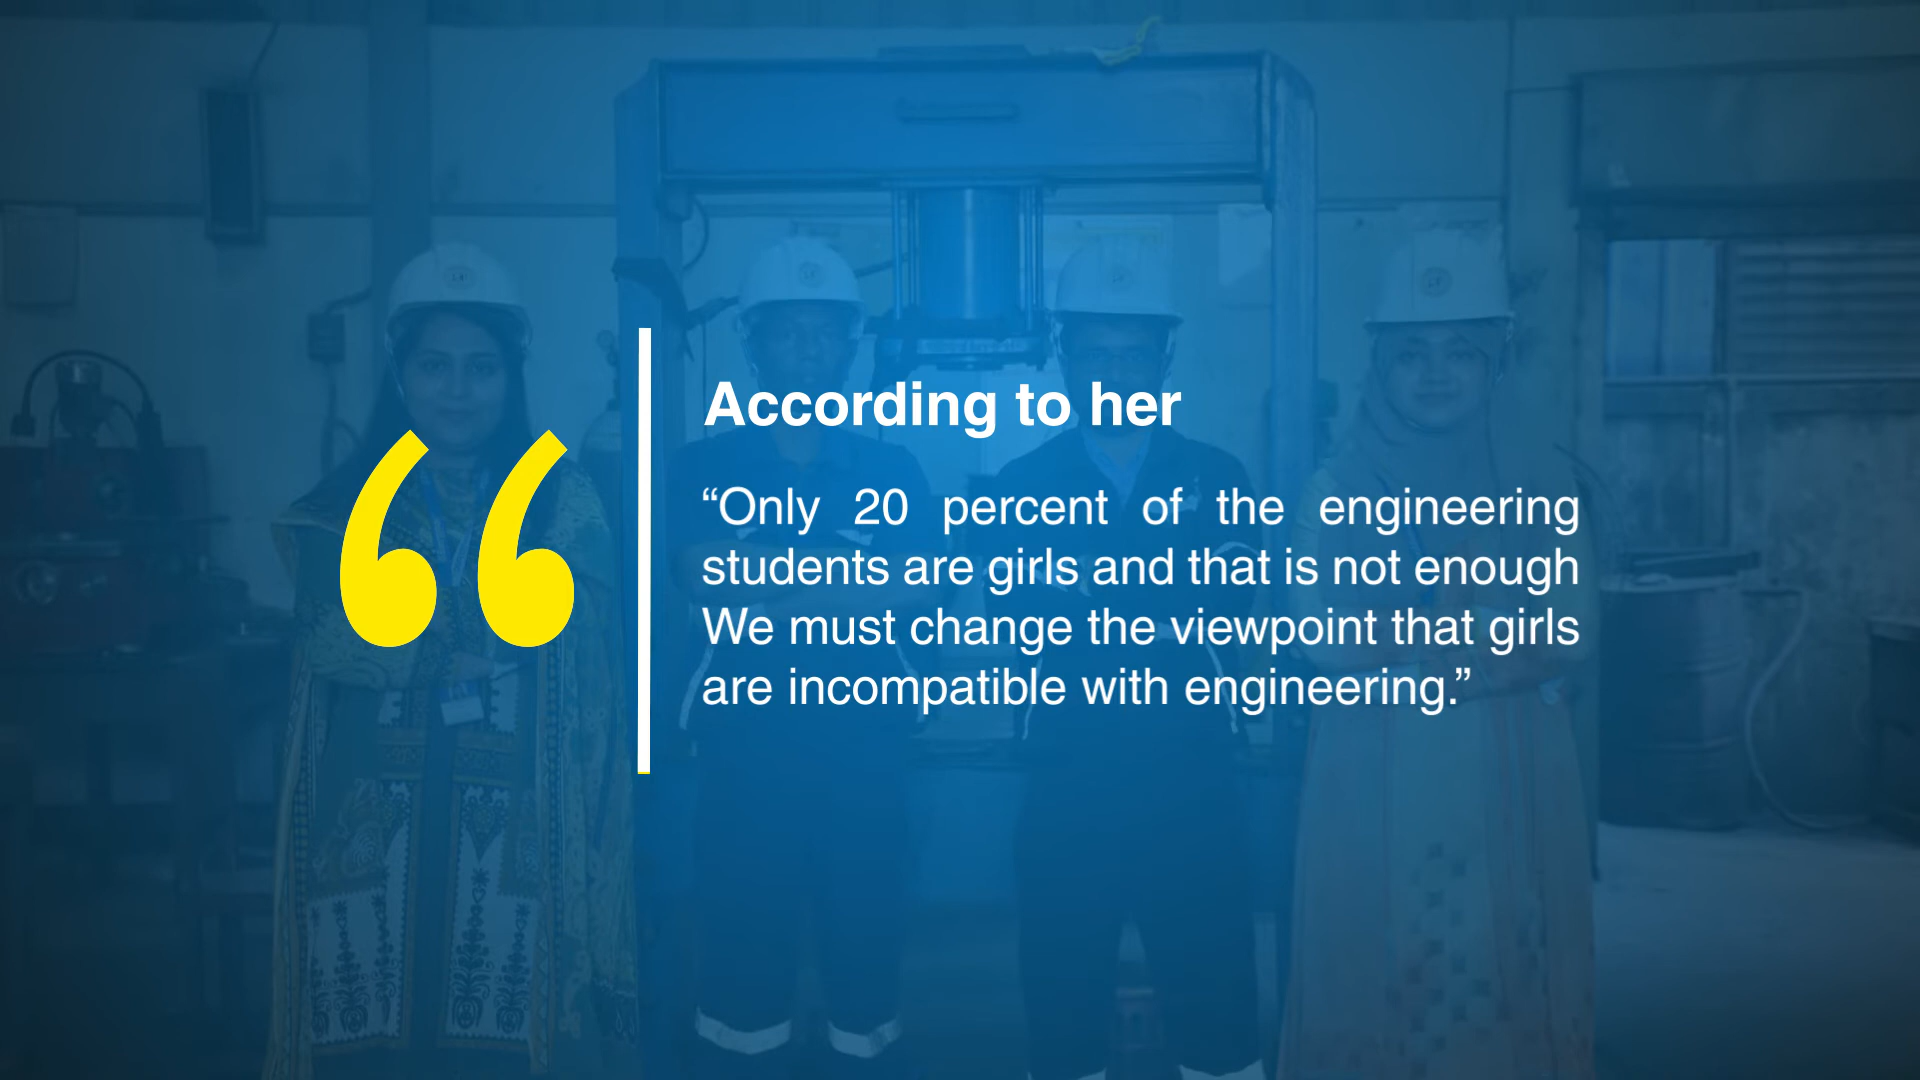 According to her
“Only 20 percent of the engineering
students are girls and that is not enough
We must change the viewpoint that girls
are incompatible with engineering.”